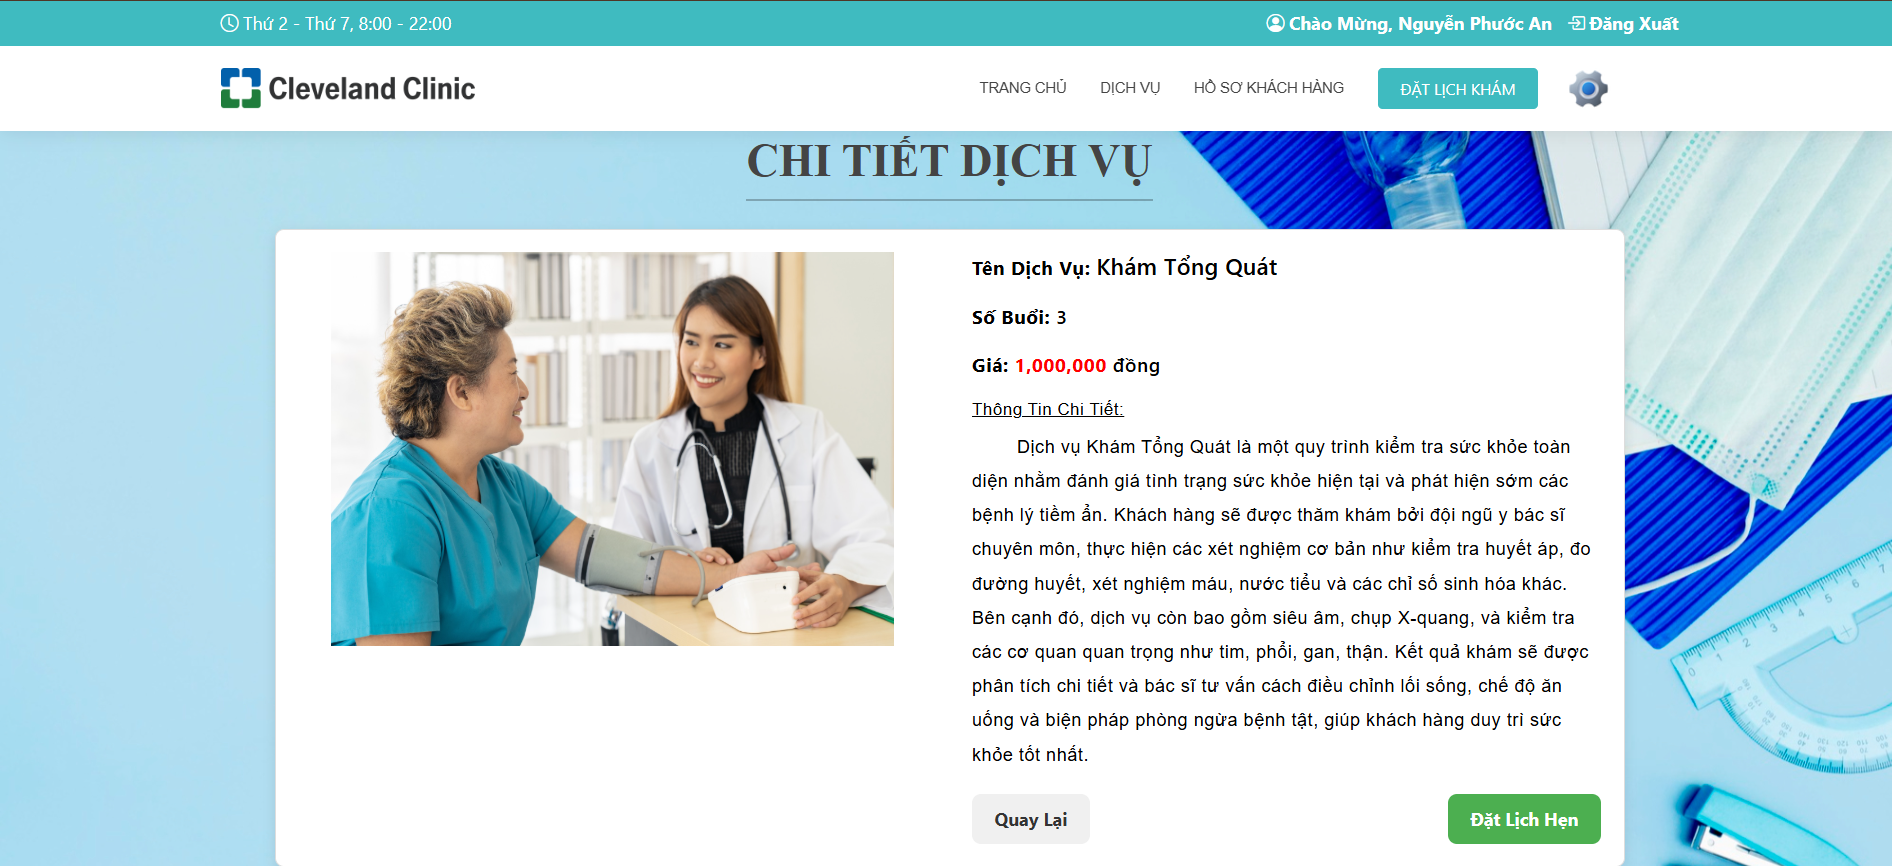 Thứ 2 - Thứ 7, 8:00 - 22:00
Chào Mừng, Nguyễn Phước An
Đăng Xuất
Cleveland Clinic
TRANG CHỦ
DỊCH VỤ
HỒ SƠ KHÁCH HÀNG
ĐẶT LỊCH KHÁM
CHI TIẾT DỊCH VỤ
Tên Dịch Vụ: Khám Tổng Quát
Số Buổi: 3
Giá: 1,000,000 đồng
Thông Tin Chi Tiết:
Dịch vụ Khám Tổng Quát là một quy trình kiểm tra sức khỏe toàn
diện nhằm đánh giá tình trạng sức khỏe hiện tại và phát hiện sớm các
bệnh lý tiềm ẩn. Khách hàng sẽ được thăm khám bởi đội ngũ y bác sĩ
chuyên môn, thực hiện các xét nghiệm cơ bản như kiểm tra huyết áp, đo
đường huyết, xét nghiệm máu, nước tiểu và các chỉ số sinh hóa khác.
Bên cạnh đó, dịch vụ còn bao gồm siêu âm, chụp X-quang, và kiểm tra
các cơ quan quan trọng như tim, phổi, gan, thận. Kết quả khám sẽ được
phân tích chi tiết và bác sĩ tư vấn cách điều chỉnh lối sống, chế độ ăn
uống và biện pháp phòng ngừa bệnh tật, giúp khách hàng duy trì sức
khỏe tốt nhất.
Quay Lại
Đặt Lịch Hẹn